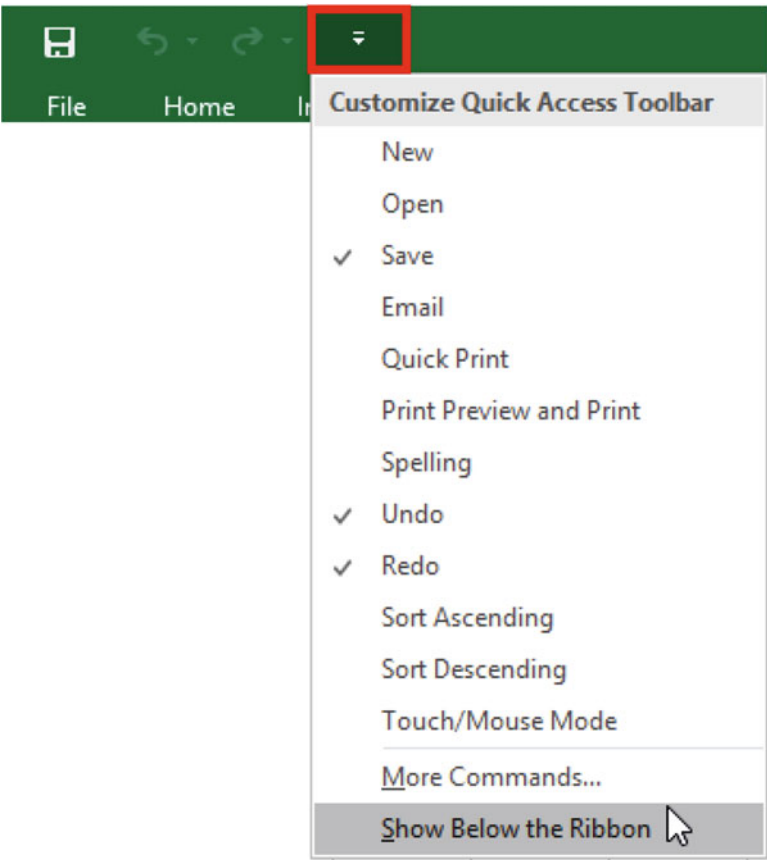 File Home
Customize Quick Access Toolbar
New
Open
Save
Email
Quick Print
Print Preview and Print
Spelling
Undo
Redo
Sort Ascending
Sort Descending
Touch/Mouse Mode
More Commands...
Show Below the Ribbon